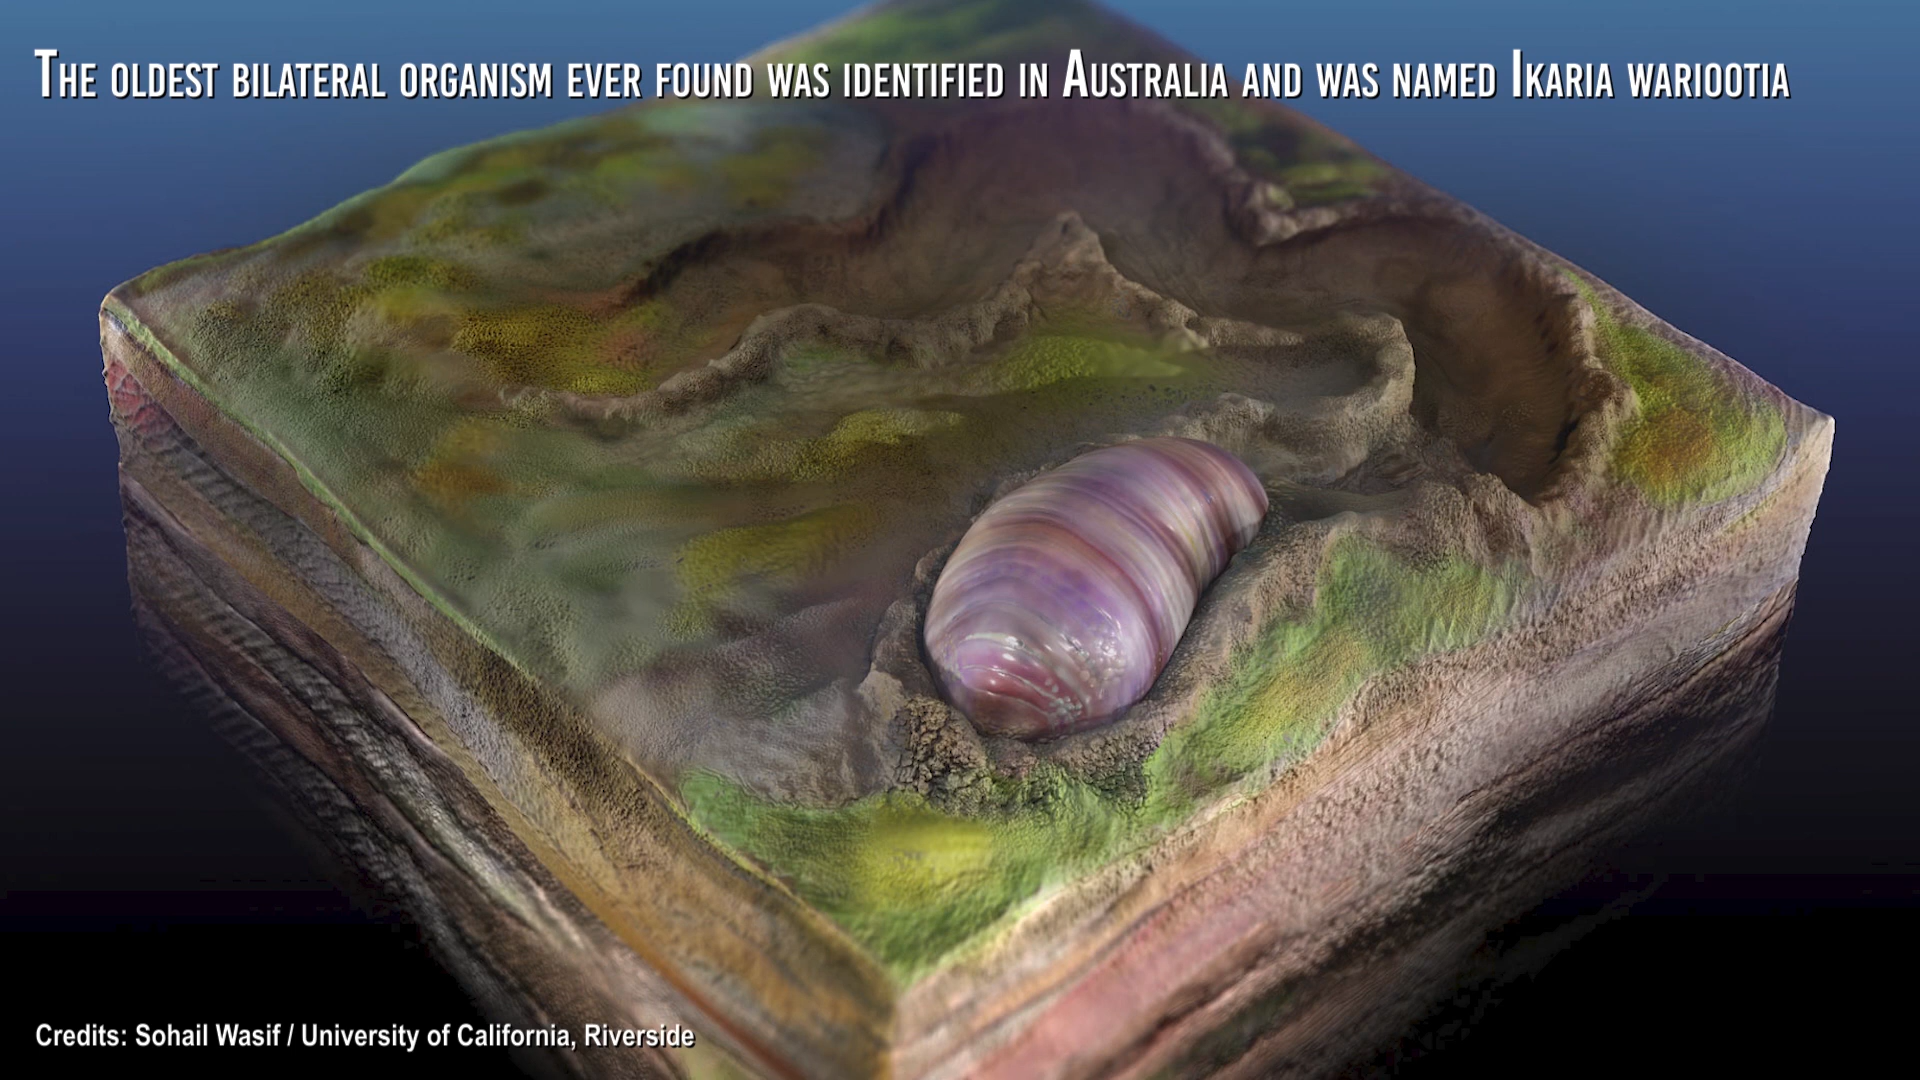 The oldest bilateral organism ever found was identified in Australia and was named Ikaria wariootia
Credits: Sohail Wasif / University of California, Riverside